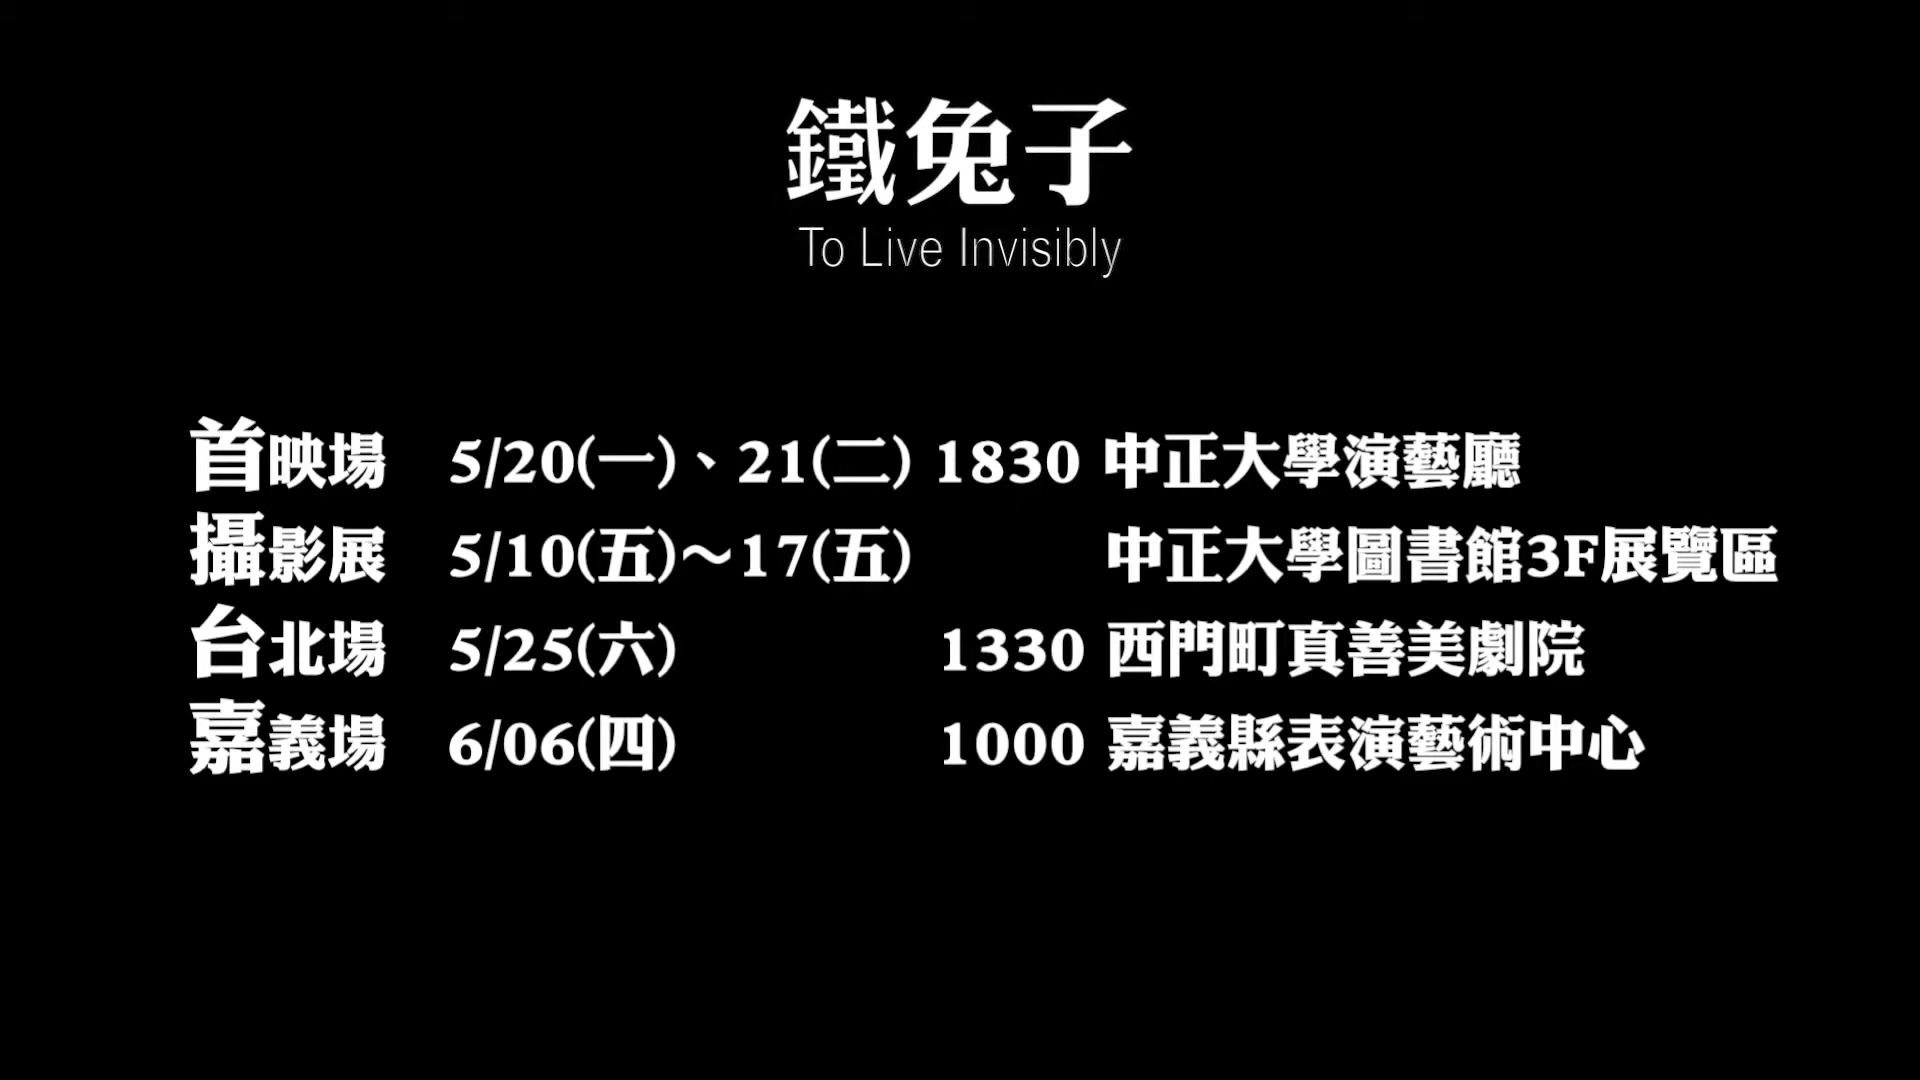 鐵兔子
To Live Invisibly
首映場 5/20(一)、21(二) 1830 中正大學演藝廳
攝影展 5/10(五)～17(五) 中正大學圖書館3F展覽區
台北場 5/25(六) 1330 西門町真善美劇院
嘉義場 6/06(四) 1000 嘉義縣表演藝術中心